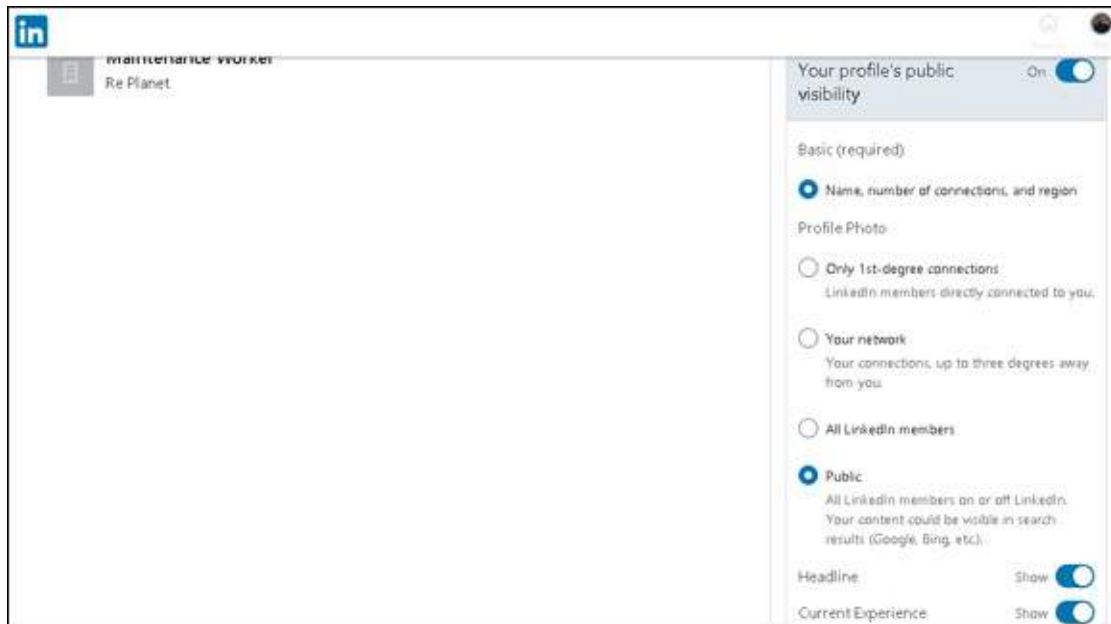 in
Maintenance Worker
Re Planet
Your profile's public
visibility
On
Basic (required)
Name, number of connections, and region
Profile Photo
Only 1st-degree connections
LinkedIn members directly connected to you.
Your network
Your connections, up to three degrees away
from you.
All LinkedIn members
Public
All LinkedIn members on or off LinkedIn.
Your content could be visible in search
results (Google, Bing, etc).
Headline Show
Current Experience Show